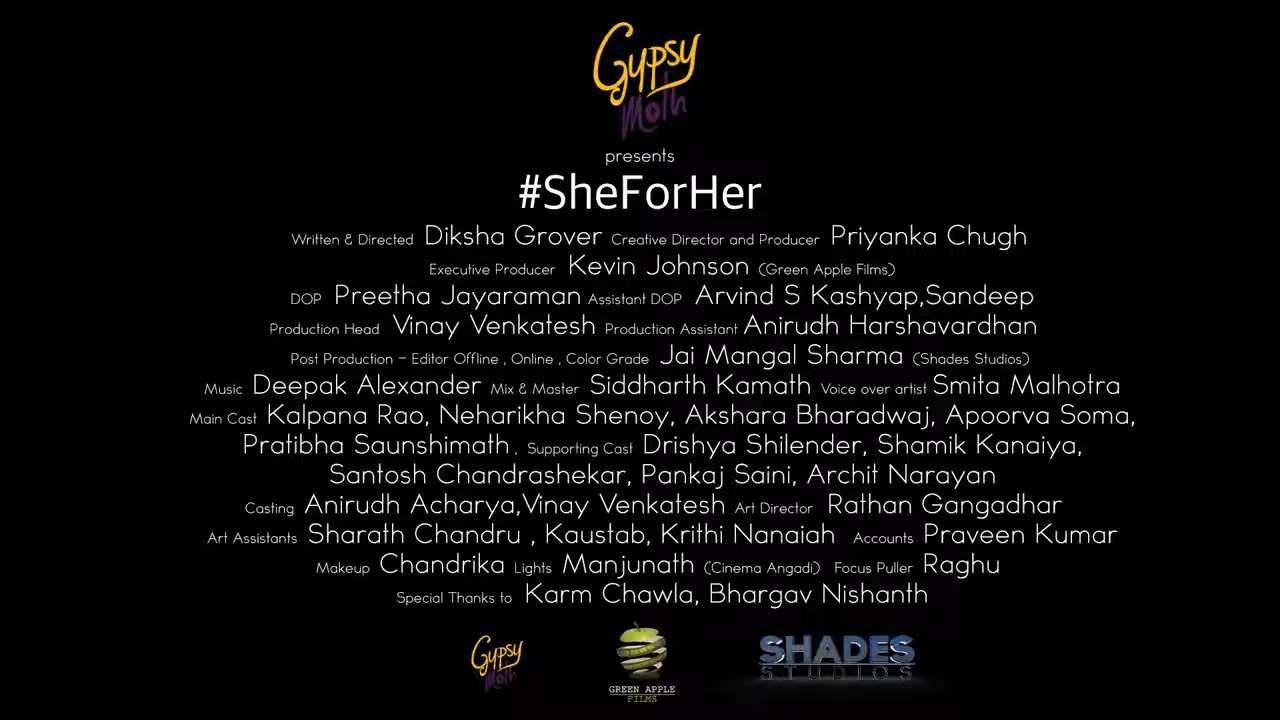 Gypsy
Moth
presents
#SheForHer
Written & Directed Diksha Grover Creative Director and Producer Priyanka Chugh
Executive Producer Kevin Johnson (Green Apple Films)
DOP Preetha Jayaraman Assistant DOP Arvind S Kashyap,Sandeep
Production Head Vinay Venkatesh Production Assistant Anirudh Harshavardhan
Post Production - Editor Offline , Online , Color Grade Jai Mangal Sharma (Shades Studios)
Music Deepak Alexander Mix & Master Siddharth Kamath Voice over artist Smita Malhotra
Main Cast Kalpana Rao, Neharikha Shenoy, Akshara Bharadwaj, Apoorva Soma,
Pratibha Saunshimath , Supporting Cast Drishya Shilender, Shamik Kanaiya,
Santosh Chandrashekar, Pankaj Saini, Archit Narayan
Casting Anirudh Acharya,Vinay Venkatesh Art Director Rathan Gangadhar
Art Assistants Sharath Chandru , Kaustab, Krithi Nanaiah Accounts Praveen Kumar
Makeup Chandrika Lights Manjunath (Cinema Angadi) Focus Puller Raghu
Special Thanks to Karm Chawla, Bhargav Nishanth
Gypsy
Moth
GREEN APPLE
FILMS
SHADES
STUDIOS